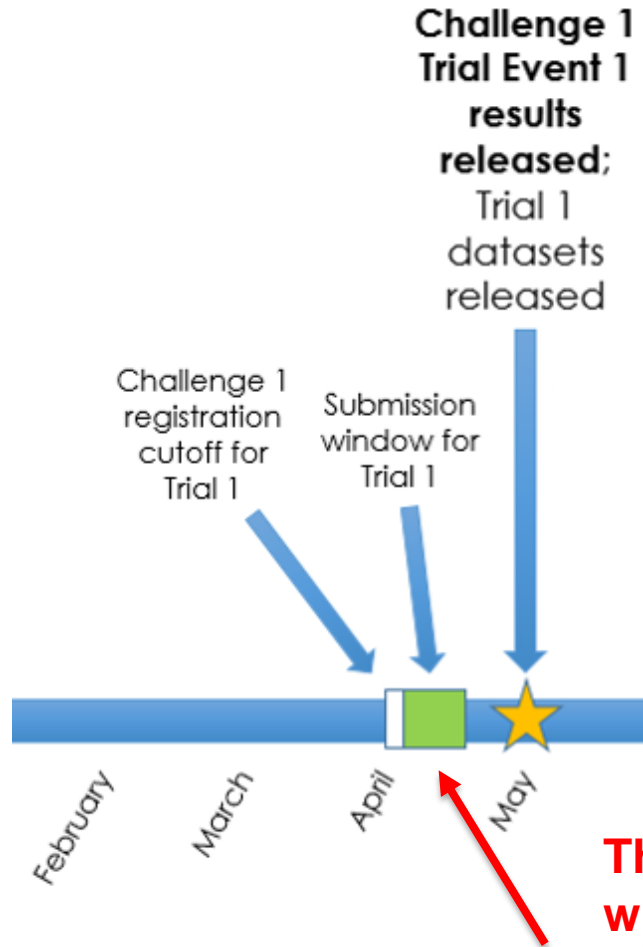 Challenge 1
Trial Event 1
results
released;
Trial 1
datasets
released
Challenge 1
registration
cutoff for
Trial 1
Submission
window for
Trial 1
February
March
April
May